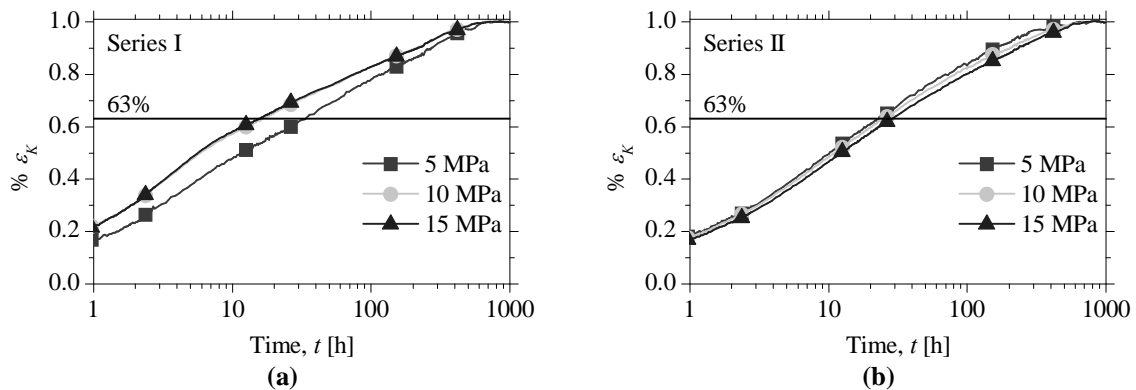 1.0
Series I
0.8
63%
0.6
% εK
5 MPa
0.4
10 MPa
0.2
15 MPa
0.0
1 10 100 1000
Time, t [h]
(a)
1.0
Series II
0.8
63%
0.6
% εK
5 MPa
0.4
10 MPa
0.2
15 MPa
0.0
1 10 100 1000
Time, t [h]
(b)